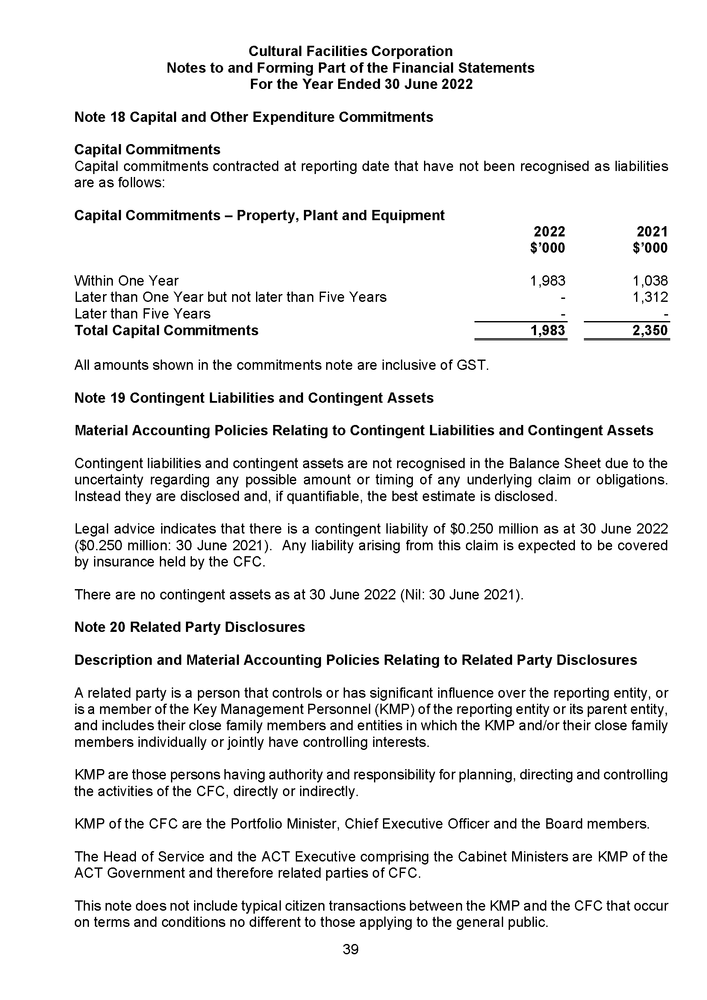 Cultural Facilities Corporation
Notes to and Forming Part of the Financial Statements
For the Year Ended 30 June 2022
Note 18 Capital and Other Expenditure Commitments
Capital Commitments
Capital commitments contracted at reporting date that have not been recognised as liabilities
are as follows:
Capital Commitments – Property, Plant and Equipment
2022 2021
$’000 $’000
Within One Year 1,983 1,038
Later than One Year but not later than Five Years - 1,312
Later than Five Years - -
Total Capital Commitments 1,983 2,350
All amounts shown in the commitments note are inclusive of GST.
Note 19 Contingent Liabilities and Contingent Assets
Material Accounting Policies Relating to Contingent Liabilities and Contingent Assets
Contingent liabilities and contingent assets are not recognised in the Balance Sheet due to the
uncertainty regarding any possible amount or timing of any underlying claim or obligations.
Instead they are disclosed and, if quantifiable, the best estimate is disclosed.
Legal advice indicates that there is a contingent liability of $0.250 million as at 30 June 2022
($0.250 million: 30 June 2021). Any liability arising from this claim is expected to be covered
by insurance held by the CFC.
There are no contingent assets as at 30 June 2022 (Nil: 30 June 2021).
Note 20 Related Party Disclosures
Description and Material Accounting Policies Relating to Related Party Disclosures
A related party is a person that controls or has significant influence over the reporting entity, or
is a member of the Key Management Personnel (KMP) of the reporting entity or its parent entity,
and includes their close family members and entities in which the KMP and/or their close family
members individually or jointly have controlling interests.
KMP are those persons having authority and responsibility for planning, directing and controlling
the activities of the CFC, directly or indirectly.
KMP of the CFC are the Portfolio Minister, Chief Executive Officer and the Board members.
The Head of Service and the ACT Executive comprising the Cabinet Ministers are KMP of the
ACT Government and therefore related parties of CFC.
This note does not include typical citizen transactions between the KMP and the CFC that occur
on terms and conditions no different to those applying to the general public.
39